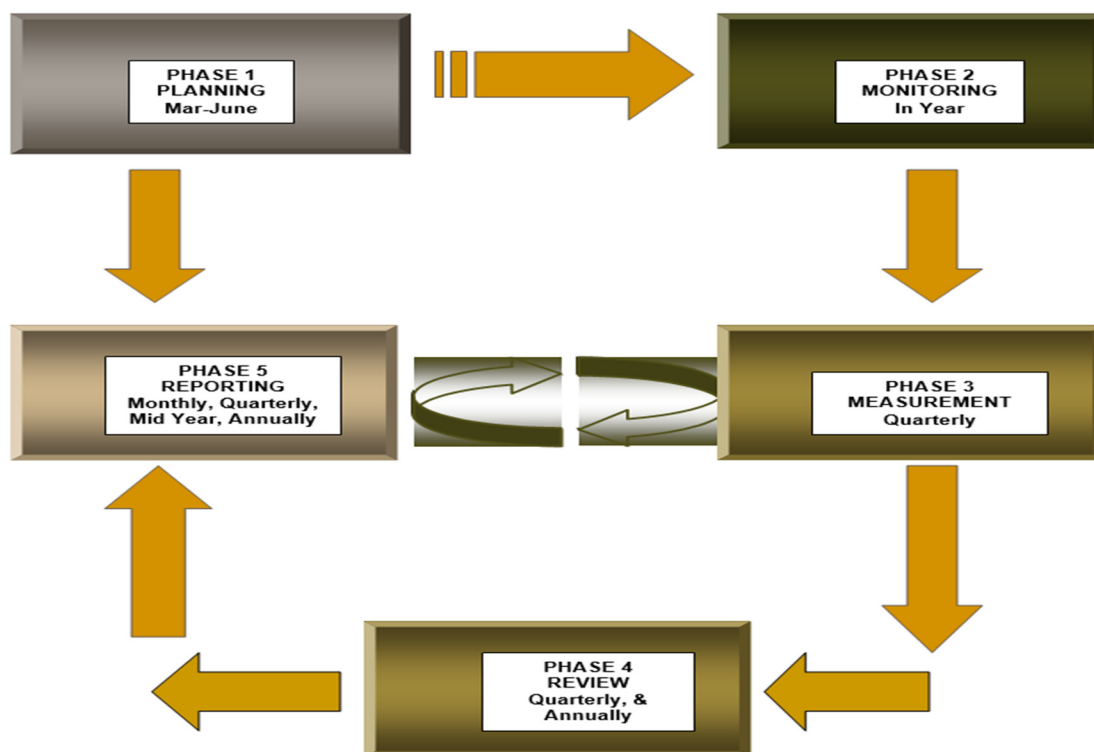 PHASE 1
PLANNING
Mar-June
PHASE 2
MONITORING
In Year
PHASE 5
REPORTING
Monthly, Quarterly,
Mid Year, Annually
PHASE 3
MEASUREMENT
Quarterly
PHASE 4
REVIEW
Quarterly, &
Annually